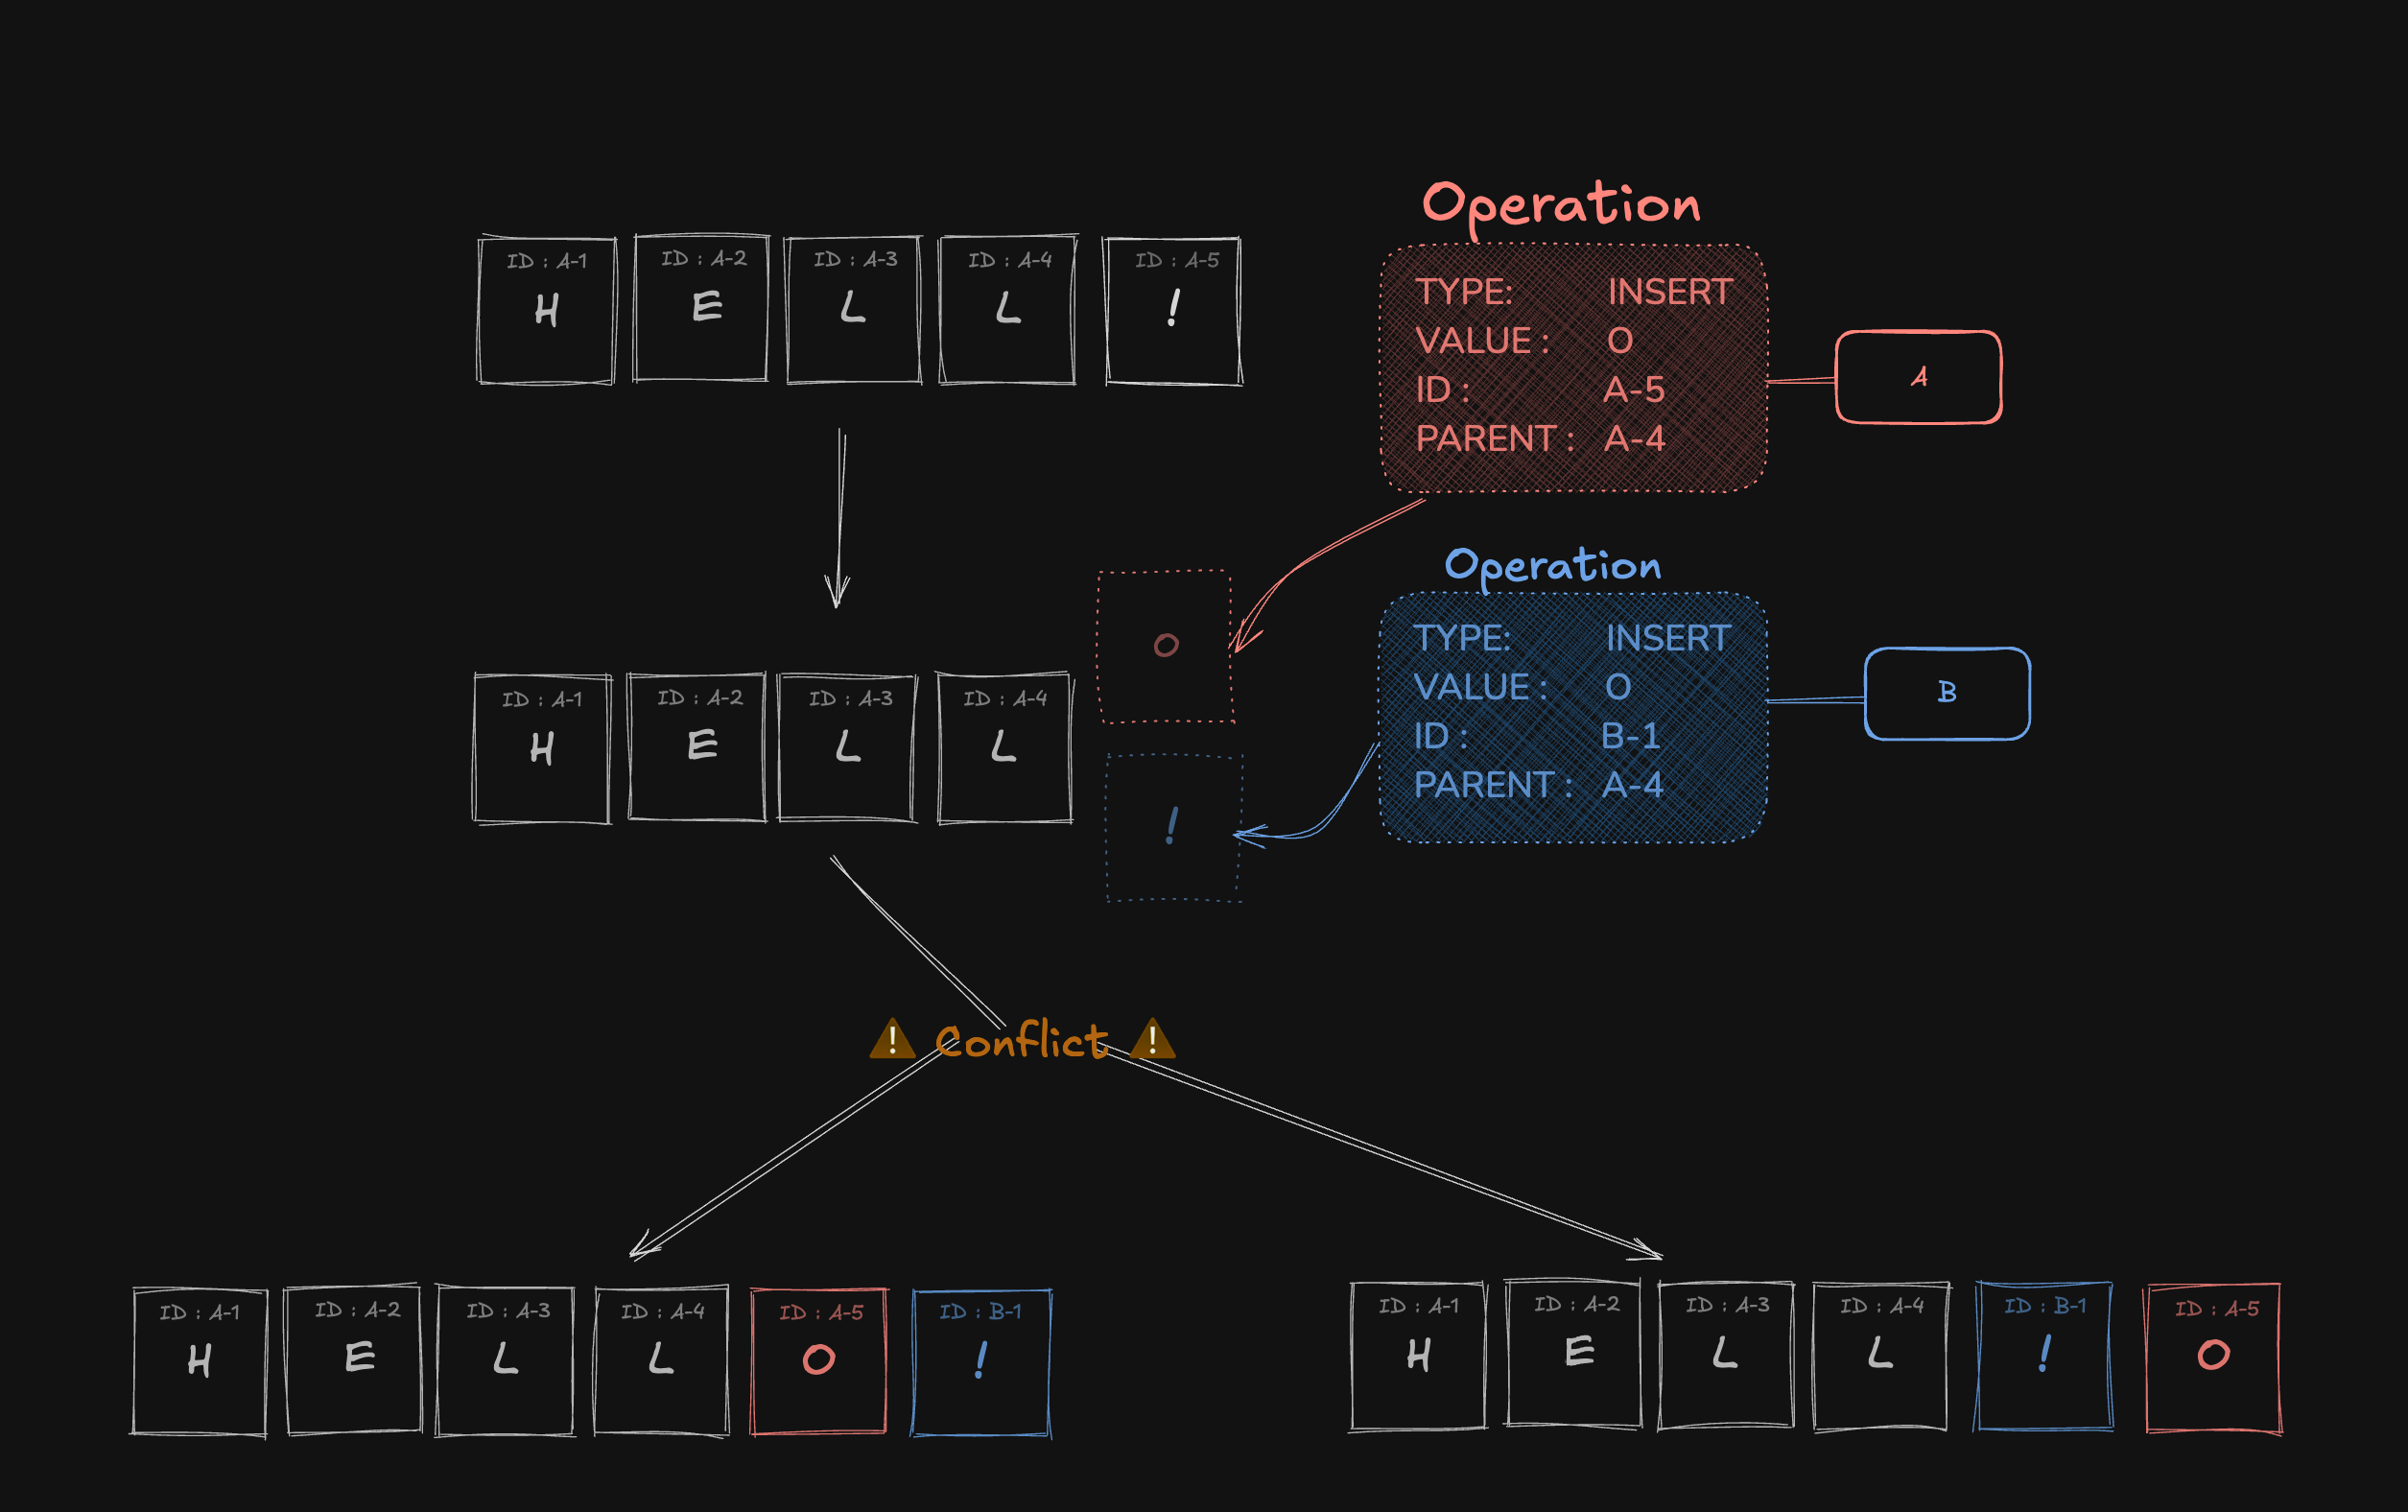 Operation
ID : A-1 ID : A-2 ID : A-3 ID : A-4 ID : A-5
H E L L !
TYPE: INSERT
VALUE : O
ID : A-5
PARENT : A-4
A
Operation
TYPE: INSERT
VALUE : O
ID : B-1
PARENT : A-4
B
O
ID : A-1 ID : A-2 ID : A-3 ID : A-4
H E L L
!
! Conflict !
ID : A-1 ID : A-2 ID : A-3 ID : A-4 ID : A-5 ID : B-1
H E L L O !
ID : A-1 ID : A-2 ID : A-3 ID : A-4 ID : B-1 ID : A-5
H E L L ! O